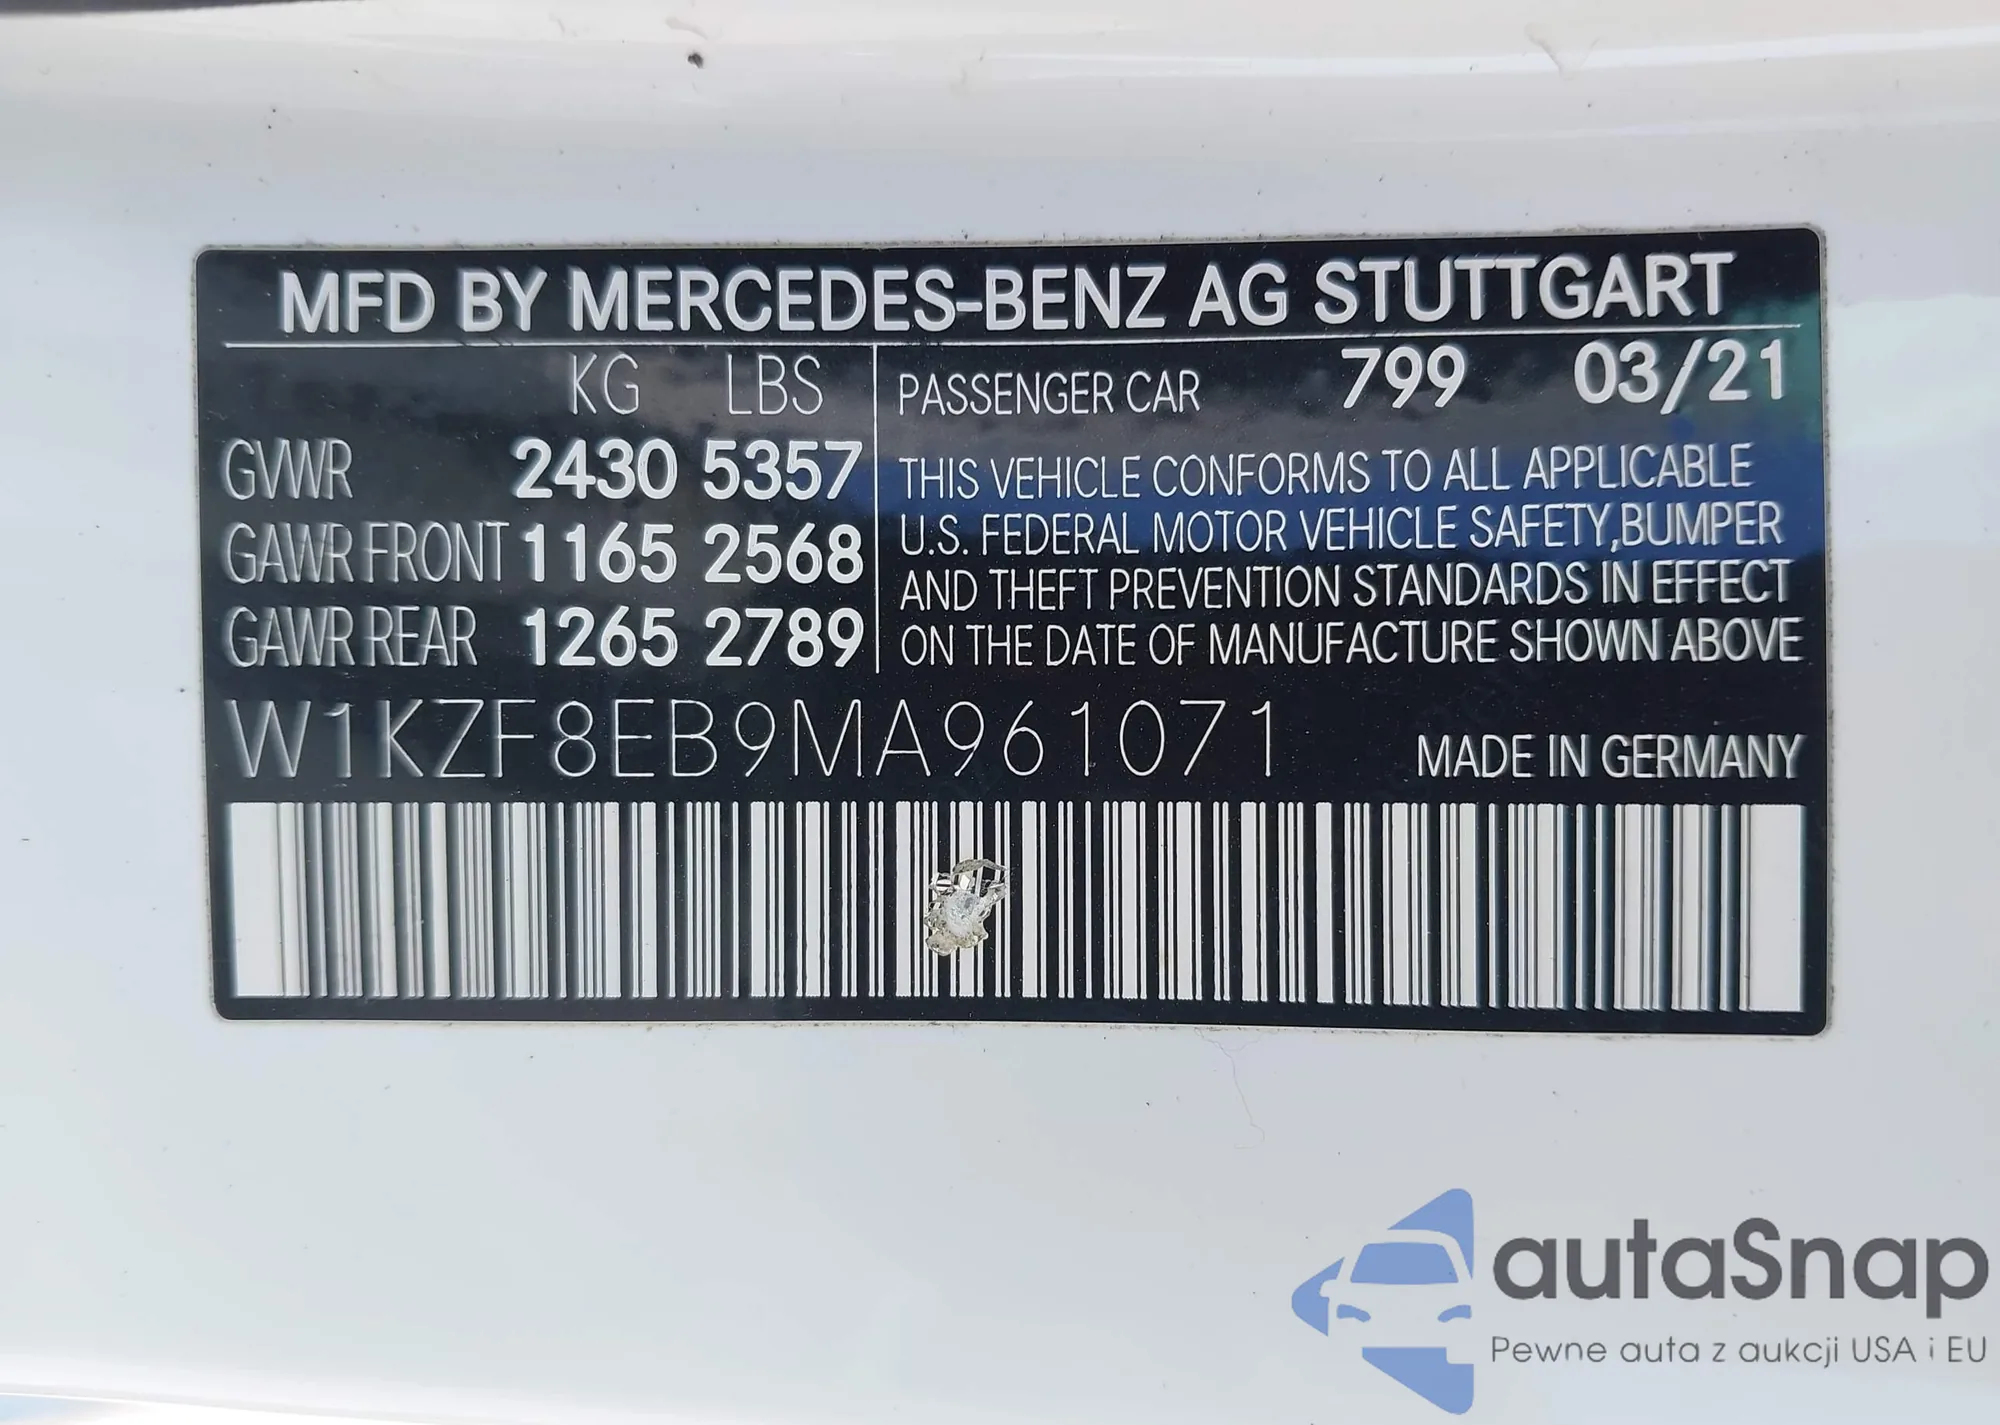 MFD BY MERCEDES-BENZ AG STUTTGART
KG LBS
GVWR 2430 5357
GAWR FRONT 1165 2568
GAWR REAR 1265 2789
PASSENGER CAR 799 03/21
THIS VEHICLE CONFORMS TO ALL APPLICABLE
U.S. FEDERAL MOTOR VEHICLE SAFETY,BUMPER
AND THEFT PREVENTION STANDARDS IN EFFECT
ON THE DATE OF MANUFACTURE SHOWN ABOVE
W1KZF8EB9MA961071
MADE IN GERMANY
autaSnap
Pewne auta z aukcji USA i EU